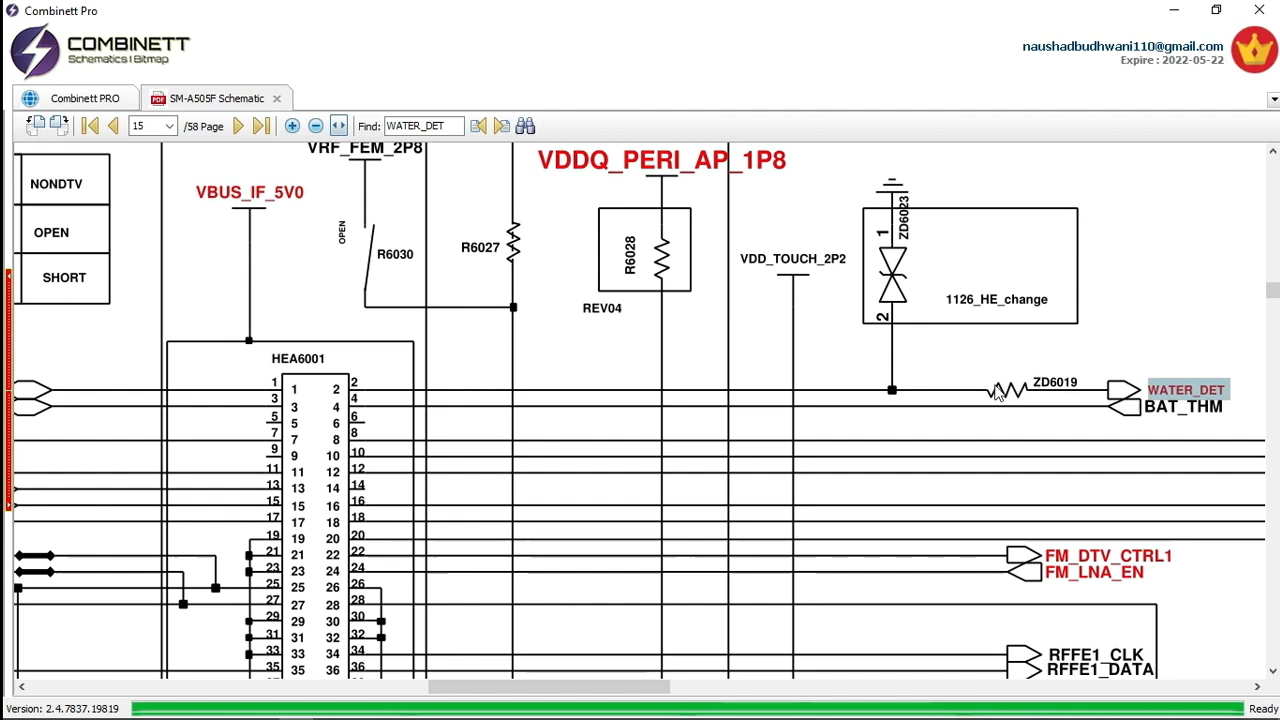 Combinett Pro
COMBINETT
Schematics | Bitmap
naushadbudhwani110@gmail.com
Expire : 2022-05-22
Combinett PRO
SM-A505F Schematic
15 /58 Page
Find: WATER_DET
VRF_FEM_2P8
VDDQ_PERI_AP_1P8
NONDTV
OPEN
SHORT
VBUS_IF_5V0
OPEN
R6030
R6027
R6028
REV04
VDD_TOUCH_2P2
ZD6023
1
2
1126_HE_change
HEA6001
ZD6019
WATER_DET
BAT_THM
1 1 2 2
3 3 4 4
5 5 6 6
7 7 8 8
9 9 10 10
11 11 12 12
13 13 14 14
15 15 16 16
17 17 18 18
19 19 20 20
21 21 22 22
23 23 24 24
25 25 26 26
27 27 28 28
29 29 30 30
31 31 32 32
33 33 34 34
35 35 36 36
FM_DTV_CTRL1
FM_LNA_EN
RFFE1_CLK
RFFE1_DATA
Version: 2.4.7837.19819
Ready